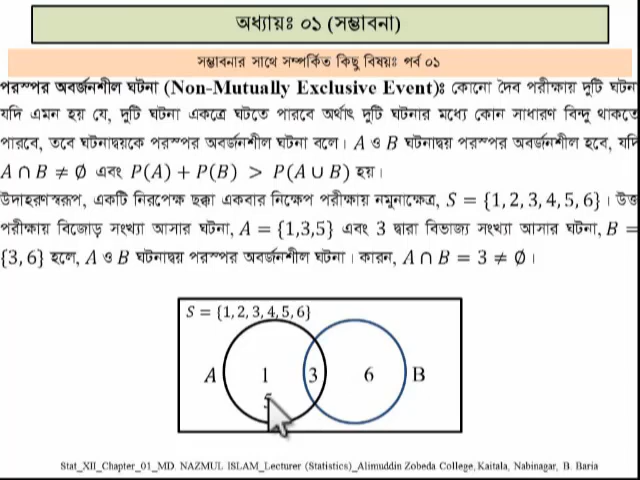 অধ্যায়ঃ ০১ (সম্ভাবনা)
সম্ভাবনার সাথে সম্পর্কিত কিছু বিষয়ঃ পর্ব ০১
পরস্পর অবর্জনশীল ঘটনা (Non-Mutually Exclusive Event)ঃ কোনো দৈব পরীক্ষায় দুটি ঘটনা
যদি এমন হয় যে, দুটি ঘটনা একত্রে ঘটতে পারবে অর্থাৎ দুটি ঘটনার মধ্যে কোন সাধারণ বিন্দু থাকতে
পারবে, তবে ঘটনাদ্বয়কে পরস্পর অবর্জনশীল ঘটনা বলে। A ও B ঘটনাদ্বয় পরস্পর অবর্জনশীল হবে, যদি
A ∩ B ≠ ∅ এবং P(A) + P(B) > P(A ∪ B) হয়।
উদাহরণস্বরূপ, একটি নিরপেক্ষ ছক্কা একবার নিক্ষেপ পরীক্ষায় নমুনাক্ষেত্র, S = {1, 2, 3, 4, 5, 6}। উক্ত
পরীক্ষায় বিজোড় সংখ্যা আসার ঘটনা, A = {1,3,5} এবং 3 দ্বারা বিভাজ্য সংখ্যা আসার ঘটনা, B =
{3, 6} হলে, A ও B ঘটনাদ্বয় পরস্পর অবর্জনশীল ঘটনা। কারন, A ∩ B = 3 ≠ ∅।
S = {1, 2, 3, 4, 5, 6}
A 1 3 6 B
5
Stat_XII_Chapter_01_MD. NAZMUL ISLAM_Lecturer (Statistics)_Alimuddin Zobeda College, Kaitala, Nabinagar, B. Baria